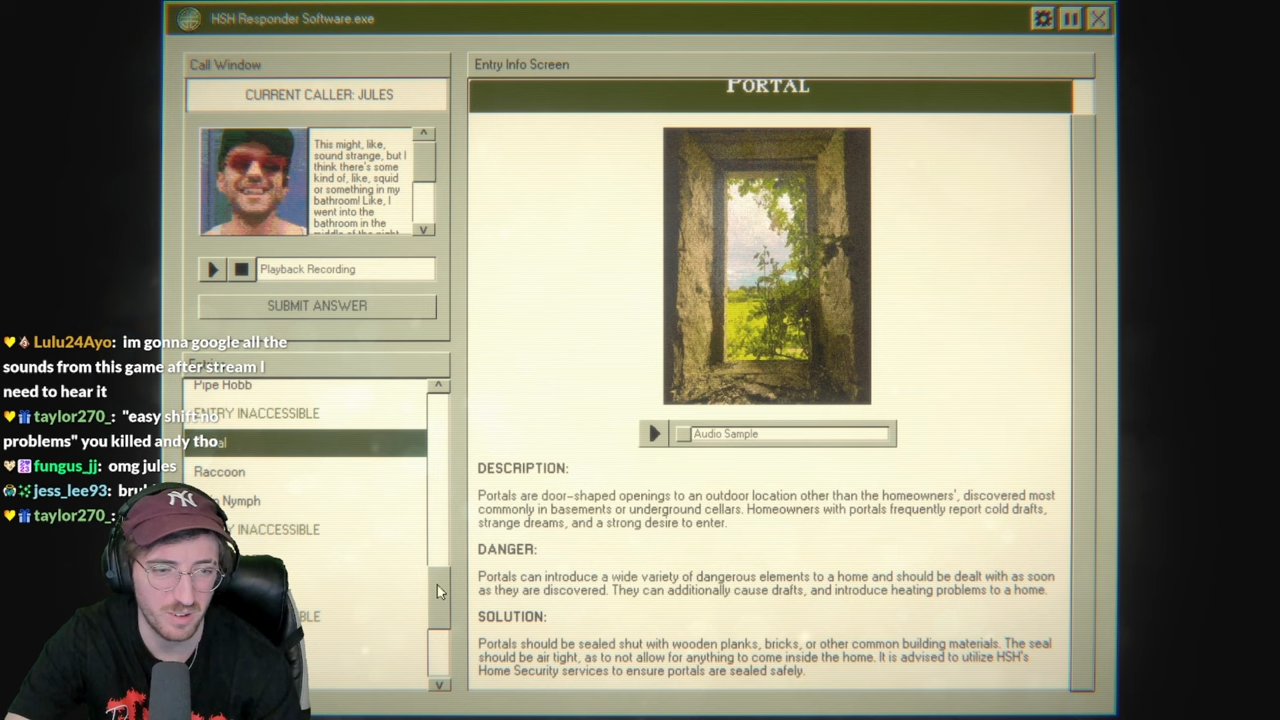 HSH Responder Software.exe
Call Window
CURRENT CALLER: JULES
This might, like,
sound strange, but I
think there's some
kind of, like, squid
or something in my
bathroom! Like, I
went into the
bathroom in the
middle of the night
Playback Recording
SUBMIT ANSWER
Pipe Hobb
ENTRY INACCESSIBLE
Raccoon
Nymph
ENTRY INACCESSIBLE
Lulu24Ayo: im gonna google all the
sounds from this game after stream I
need to hear it
taylor270_: "easy shift no
problems" you killed andy tho
fungus_jj: omg jules
jess_lee93:
taylor270_:
Entry Info Screen
PORTAL
Audio Sample
DESCRIPTION:
Portals are door-shaped openings to an outdoor location other than the homeowners', discovered most
commonly in basements or underground cellars. Homeowners with portals frequently report cold drafts,
strange dreams, and a strong desire to enter.
DANGER:
Portals can introduce a wide variety of dangerous elements to a home and should be dealt with as soon
as they are discovered. They can additionally cause drafts, and introduce heating problems to a home.
SOLUTION:
Portals should be sealed shut with wooden planks, bricks, or other common building materials. The seal
should be air tight, as to not allow for anything to come inside the home. It is advised to utilize HSH's
Home Security services to ensure portals are sealed safely.